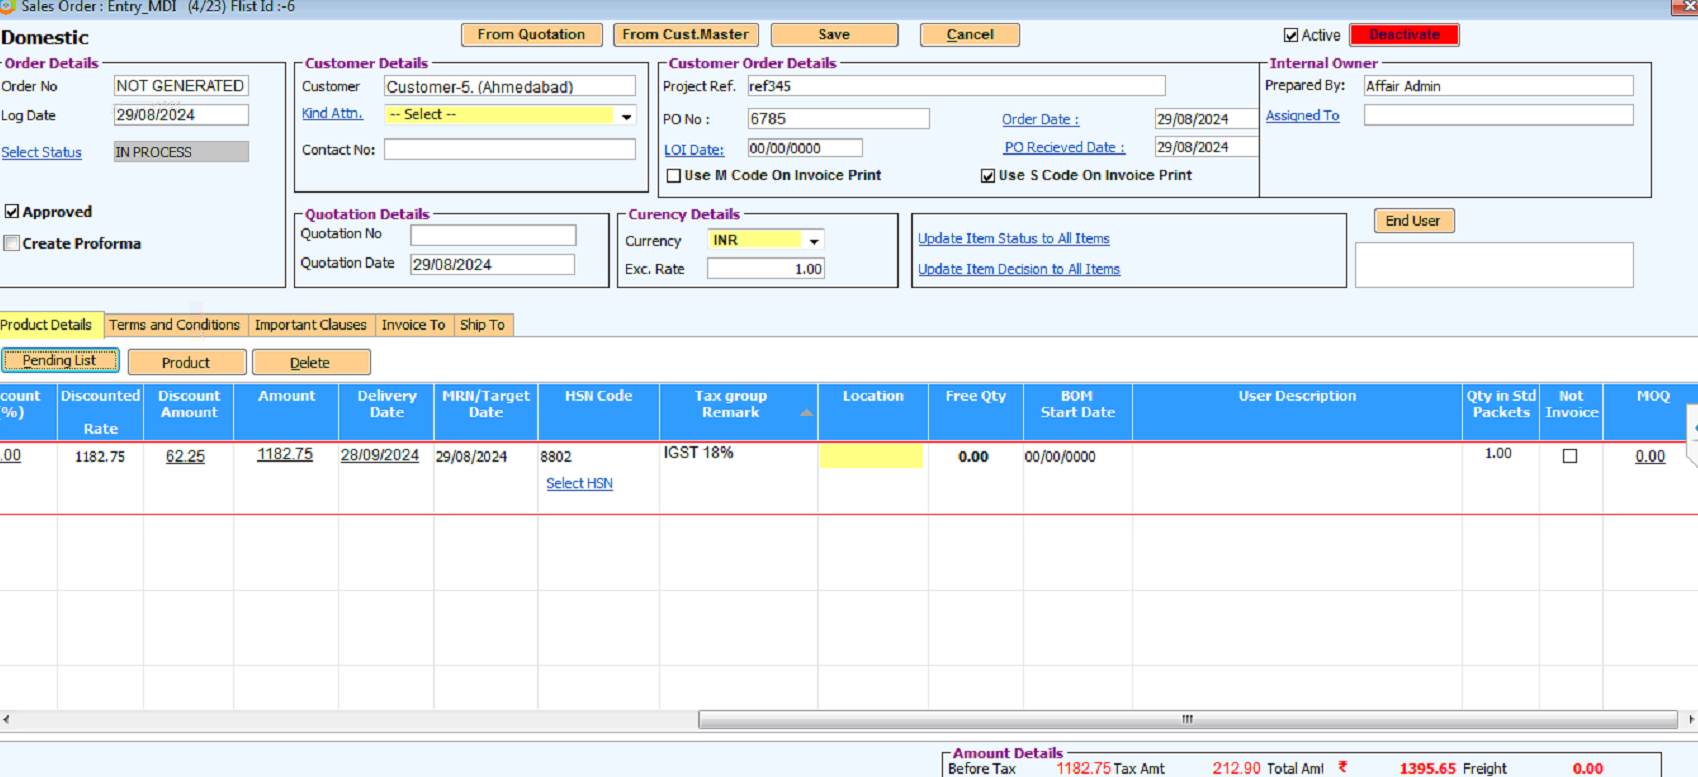 Sales Order : Entry_MDI (4/23) Flist Id :-6
Domestic
From Quotation From Cust.Master Save Cancel
Active Deactivate
Order Details
Order No NOT GENERATED
Log Date 29/08/2024
Select Status IN PROCESS
Approved
Create Proforma
Customer Details
Customer Customer-5. (Ahmedabad)
Kind Attn. -- Select --
Contact No:
Customer Order Details
Project Ref. ref345
PO No : 6785 Order Date : 29/08/2024
LOI Date: 00/00/0000 PO Recieved Date : 29/08/2024
Use M Code On Invoice Print Use S Code On Invoice Print
Internal Owner
Prepared By: Affair Admin
Assigned To
Quotation Details
Quotation No
Quotation Date 29/08/2024
Curency Details
Currency INR
Exc. Rate 1.00
Update Item Status to All Items
Update Item Decision to All Items
End User
Product Details Terms and Conditions Important Clauses Invoice To Ship To
Pending List Product Delete
count Discounted Discount Amount Delivery MRN/Target HSN Code Tax group Location Free Qty BOM User Description Qty in Std Not MOQ
(%) Rate Amount Date Date Remark Start Date Packets Invoice
.00 1182.75 62.25 1182.75 28/09/2024 29/08/2024 8802 IGST 18% 0.00 00/00/0000 1.00 0.00
Select HSN
Amount Details
Before Tax 1182.75 Tax Amt 212.90 Total Amt ₹ 1395.65 Freight 0.00